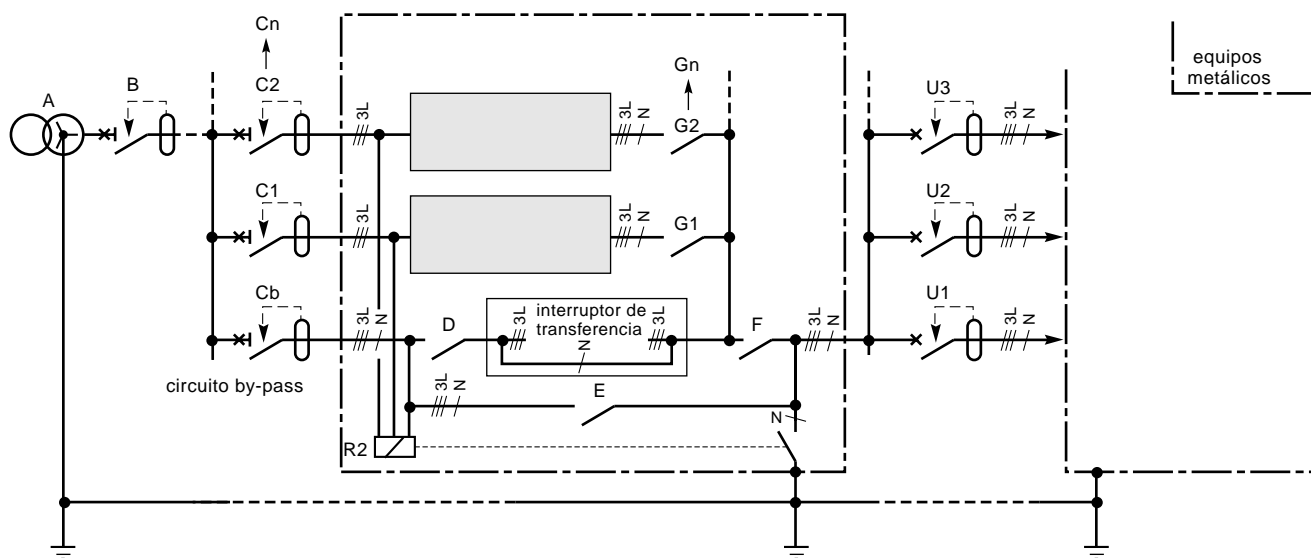 Cn
C2
B
A
3L
Gn
G2
3L
N
U3
3L
N
equipos
metálicos
C1
3L
3L
N
G1
U2
3L
N
Cb
3L
N
D
interruptor de
transferencia
3L
3L
N
F
3L
N
U1
3L
N
circuito by-pass
3L
N
E
N
R2